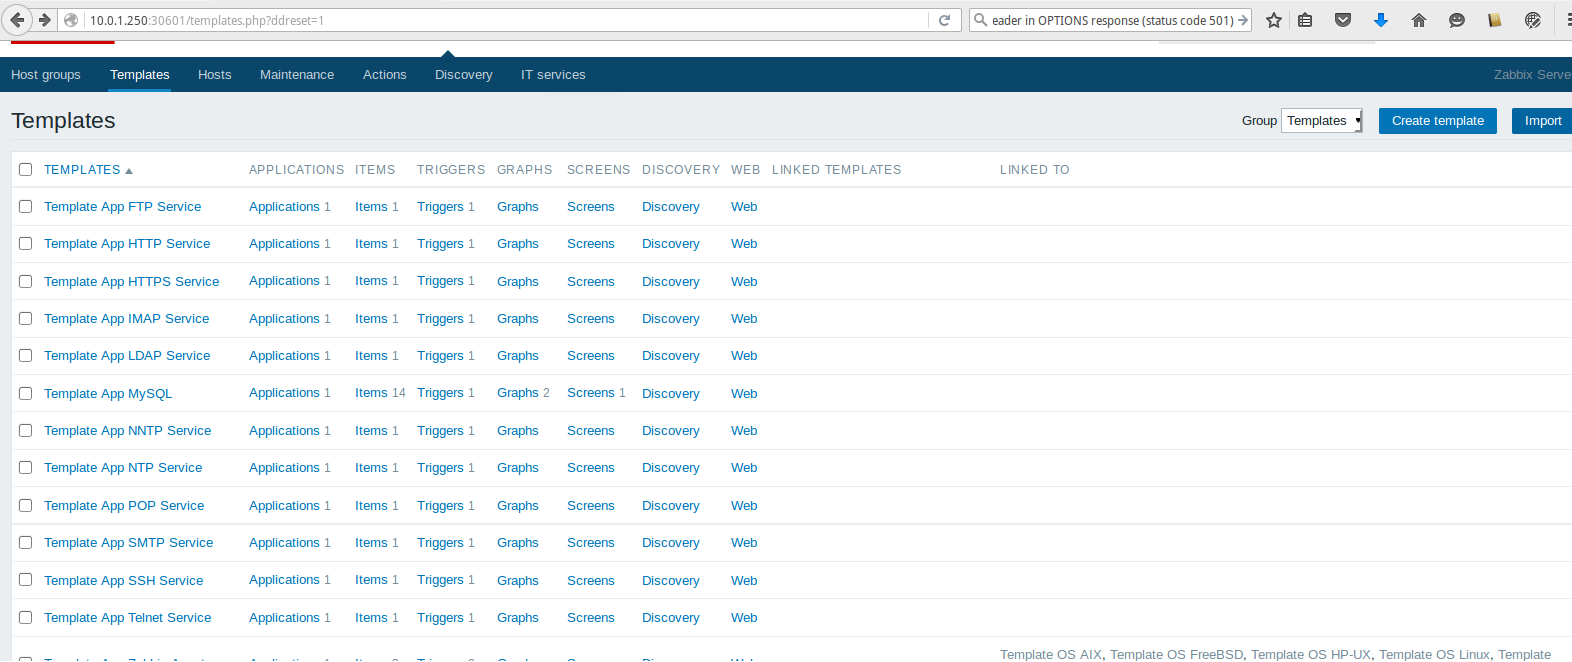 10.0.1.250:30601/templates.php?ddreset=1 eader in OPTIONS response (status code 501)
Host groups Templates Hosts Maintenance Actions Discovery IT services Zabbix Serve
Templates Group Templates Create template Import
TEMPLATES APPLICATIONS ITEMS TRIGGERS GRAPHS SCREENS DISCOVERY WEB LINKED TEMPLATES LINKED TO
Template App FTP Service Applications 1 Items 1 Triggers 1 Graphs Screens Discovery Web
Template App HTTP Service Applications 1 Items 1 Triggers 1 Graphs Screens Discovery Web
Template App HTTPS Service Applications 1 Items 1 Triggers 1 Graphs Screens Discovery Web
Template App IMAP Service Applications 1 Items 1 Triggers 1 Graphs Screens Discovery Web
Template App LDAP Service Applications 1 Items 1 Triggers 1 Graphs Screens Discovery Web
Template App MySQL Applications 1 Items 14 Triggers 1 Graphs 2 Screens 1 Discovery Web
Template App NNTP Service Applications 1 Items 1 Triggers 1 Graphs Screens Discovery Web
Template App NTP Service Applications 1 Items 1 Triggers 1 Graphs Screens Discovery Web
Template App POP Service Applications 1 Items 1 Triggers 1 Graphs Screens Discovery Web
Template App SMTP Service Applications 1 Items 1 Triggers 1 Graphs Screens Discovery Web
Template App SSH Service Applications 1 Items 1 Triggers 1 Graphs Screens Discovery Web
Template App Telnet Service Applications 1 Items 1 Triggers 1 Graphs Screens Discovery Web
Template OS AIX, Template OS FreeBSD, Template OS HP-UX, Template OS Linux, Template